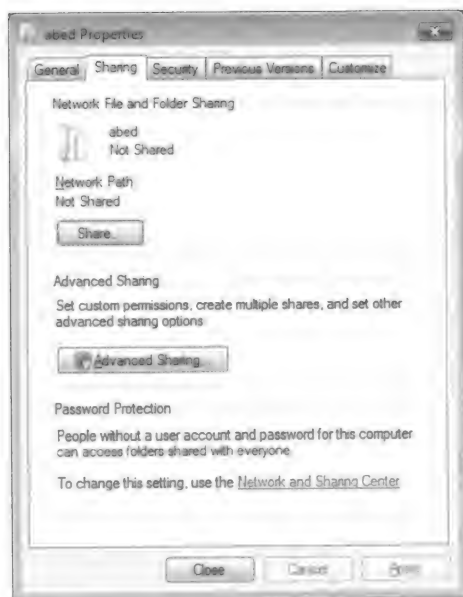 abed Properties
General Sharing Security Previous Versions Customize
Network File and Folder Sharing
abed
Not Shared
Network Path
Not Shared
Share...
Advanced Sharing
Set custom permissions, create multiple shares, and set other
advanced sharing options
Advanced Sharing...
Password Protection
People without a user account and password for this computer
can access folders shared with everyone
To change this setting, use the Network and Sharing Center
Close Cancel Apply